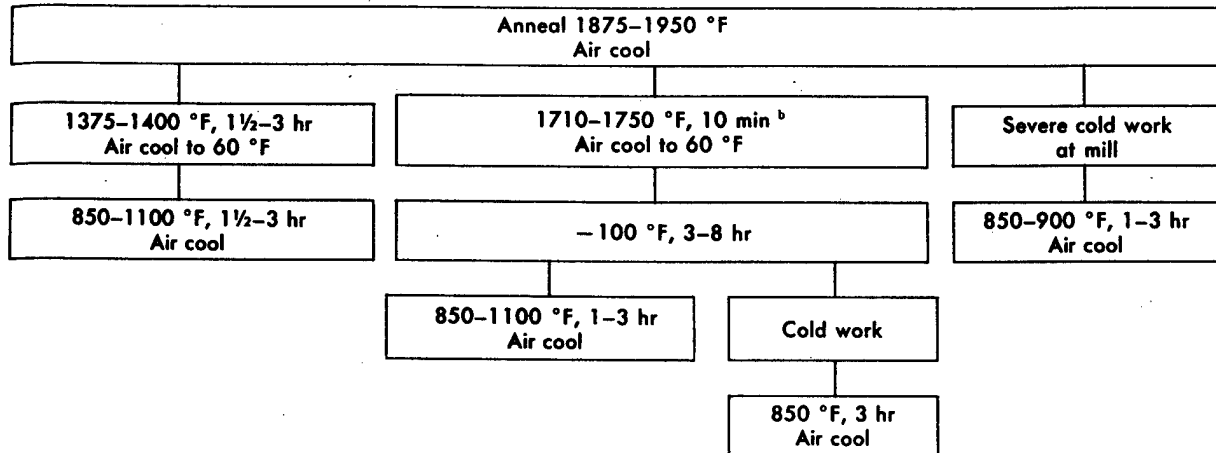 Anneal 1875–1950 °F
Air cool
1375–1400 °F, 1½–3 hr
Air cool to 60 °F
1710–1750 °F, 10 min ᵇ
Air cool to 60 °F
Severe cold work
at mill
850–1100 °F, 1½–3 hr
Air cool
–100 °F, 3–8 hr
850–900 °F, 1–3 hr
Air cool
850–1100 °F, 1–3 hr
Air cool
Cold work
850 °F, 3 hr
Air cool